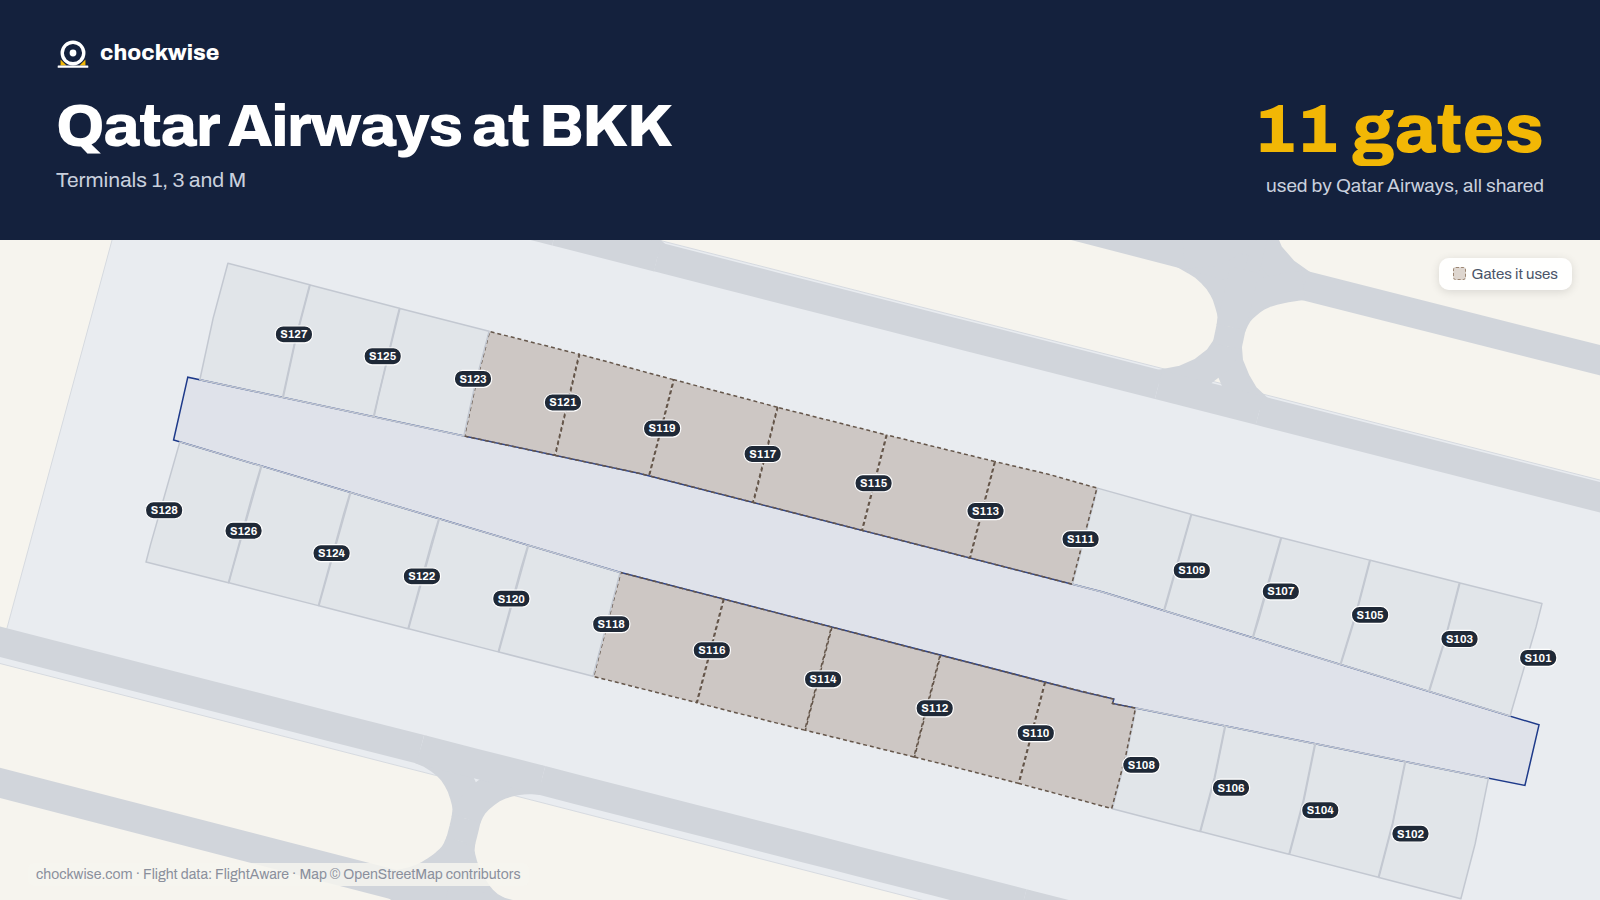 chockwise
Qatar Airways at BKK
Terminals 1, 3 and M
11 gates
used by Qatar Airways, all shared
Gates it uses
S127
S125
S123
S121
S119
S117
S115
S113
S111
S109
S107
S105
S103
S101
S128
S126
S124
S122
S120
S118
S116
S114
S112
S110
S108
S106
S104
S102
chockwise.com · Flight data: FlightAware · Map © OpenStreetMap contributors